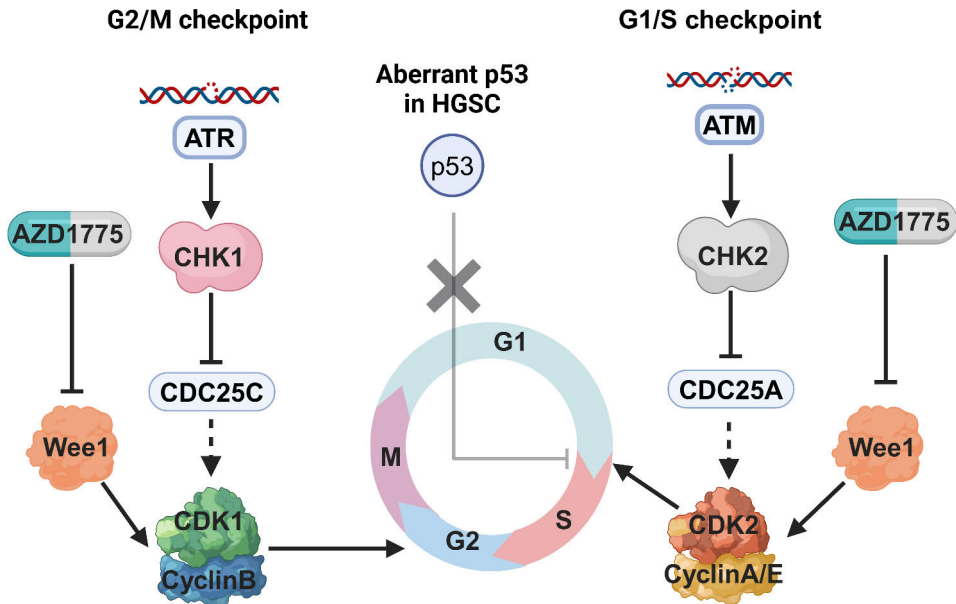 G2/M checkpoint
G1/S checkpoint
Aberrant p53
in HGSC
ATR
ATM
p53
AZD1775
CHK1
CHK2
AZD1775
G1
CDC25C
CDC25A
Wee1
M
Wee1
CDK1
S
CDK2
G2
CyclinB
CyclinA/E